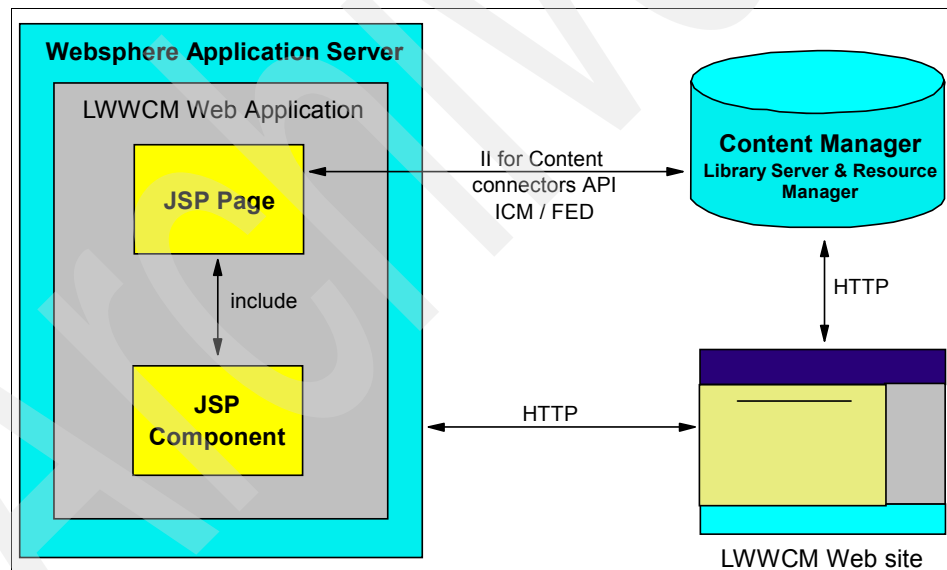 Websphere Application Server
LWWCM Web Application
JSP Page
include
JSP
Component
II for Content
connectors API
ICM / FED
Content Manager
Library Server & Resource
Manager
HTTP
HTTP
LWWCM Web site